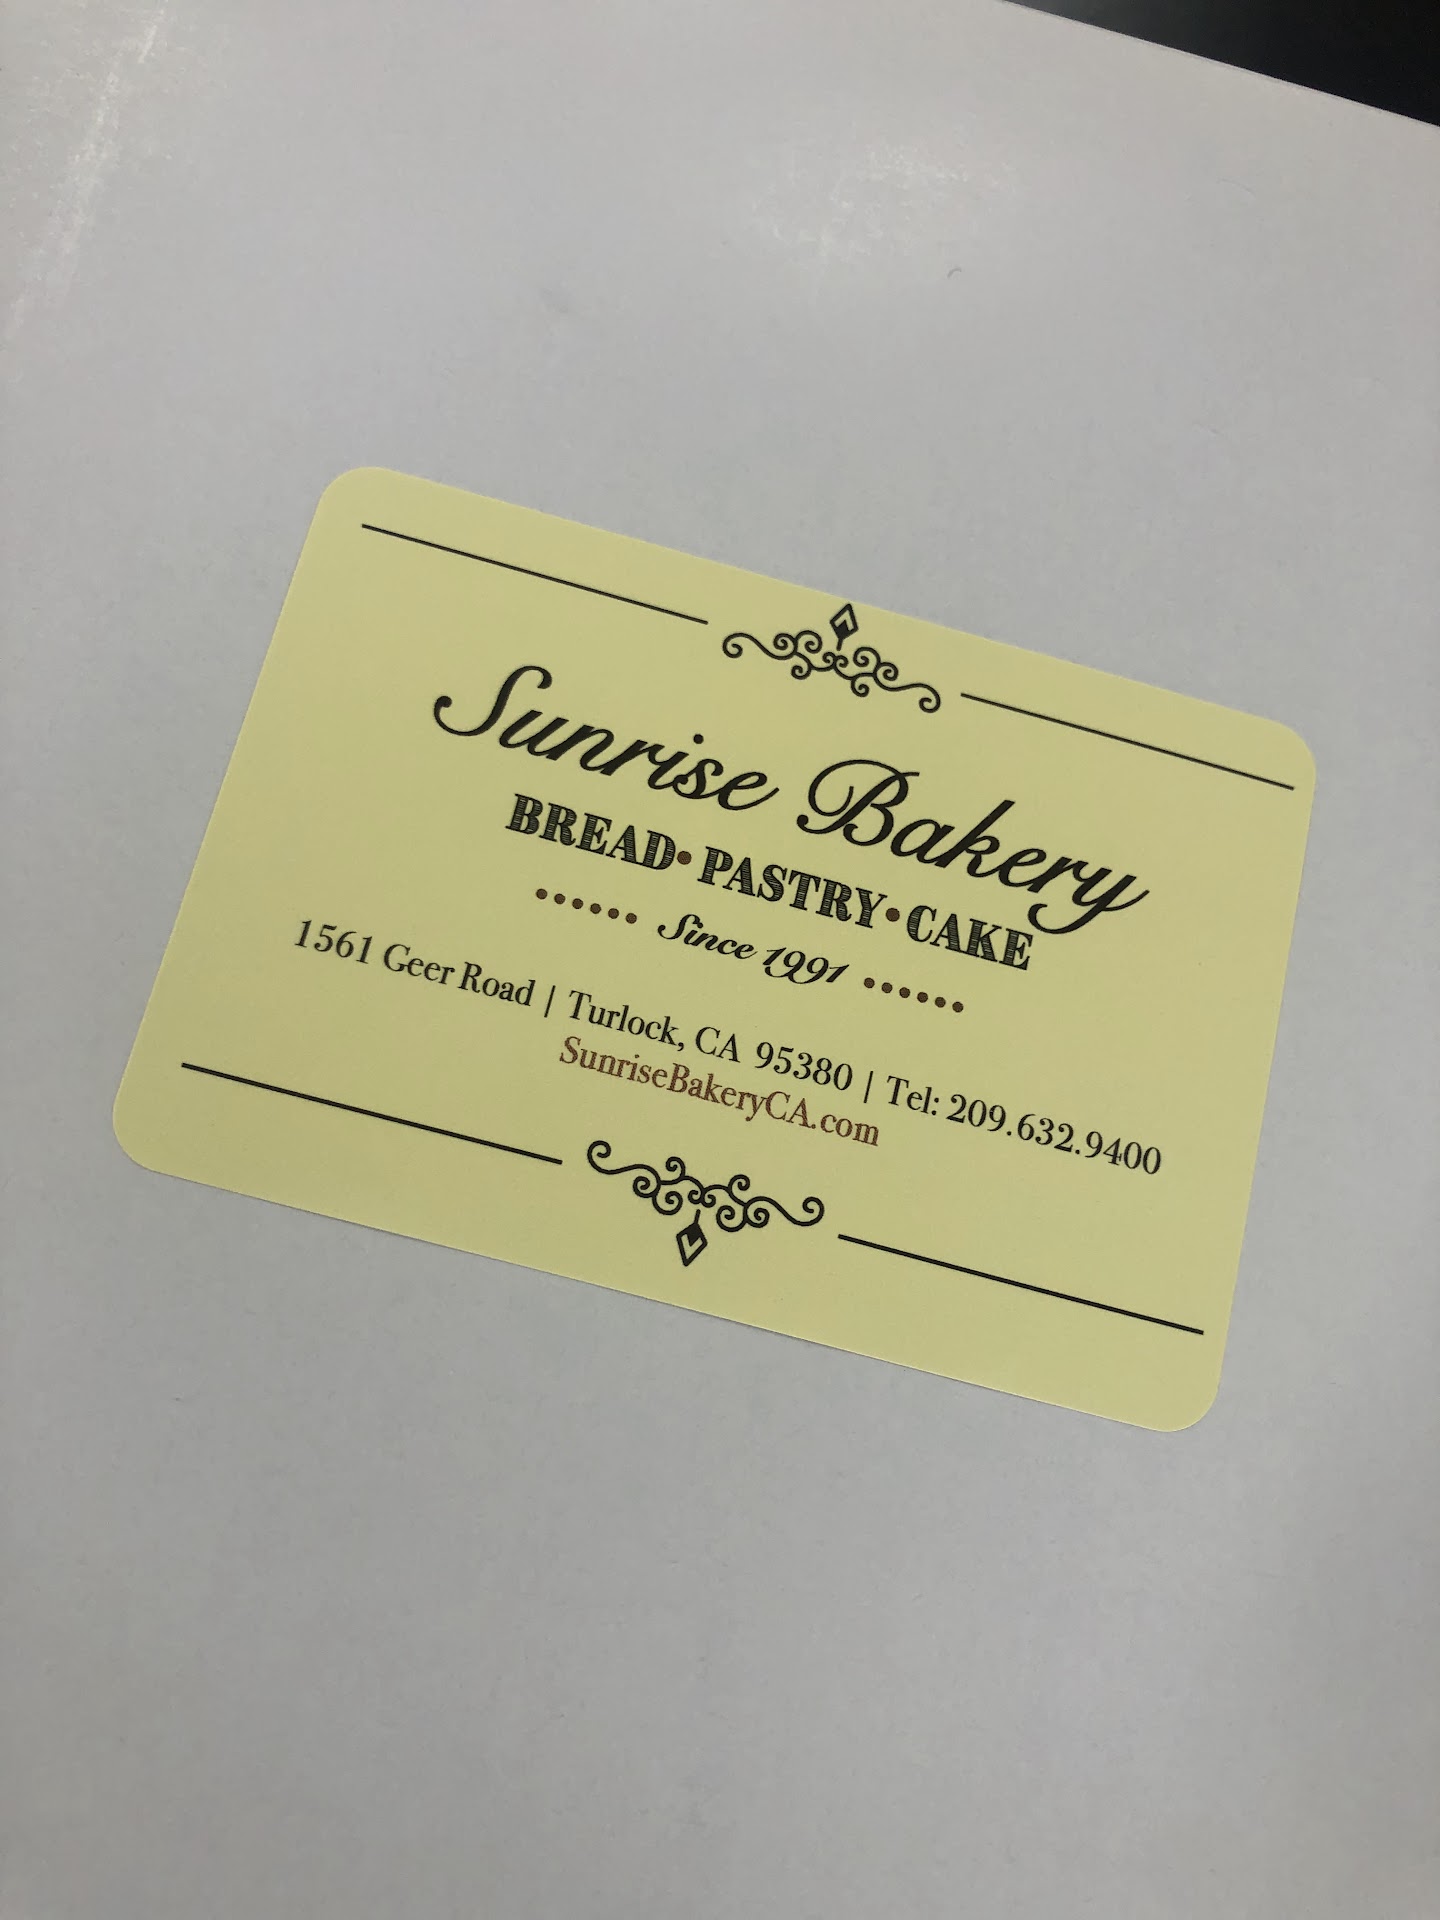 Sunrise Bakery
BREAD • PASTRY • CAKE
•••••• Since 1991 ••••••
1561 Geer Road | Turlock, CA 95380 | Tel: 209.632.9400
SunriseBakeryCA.com